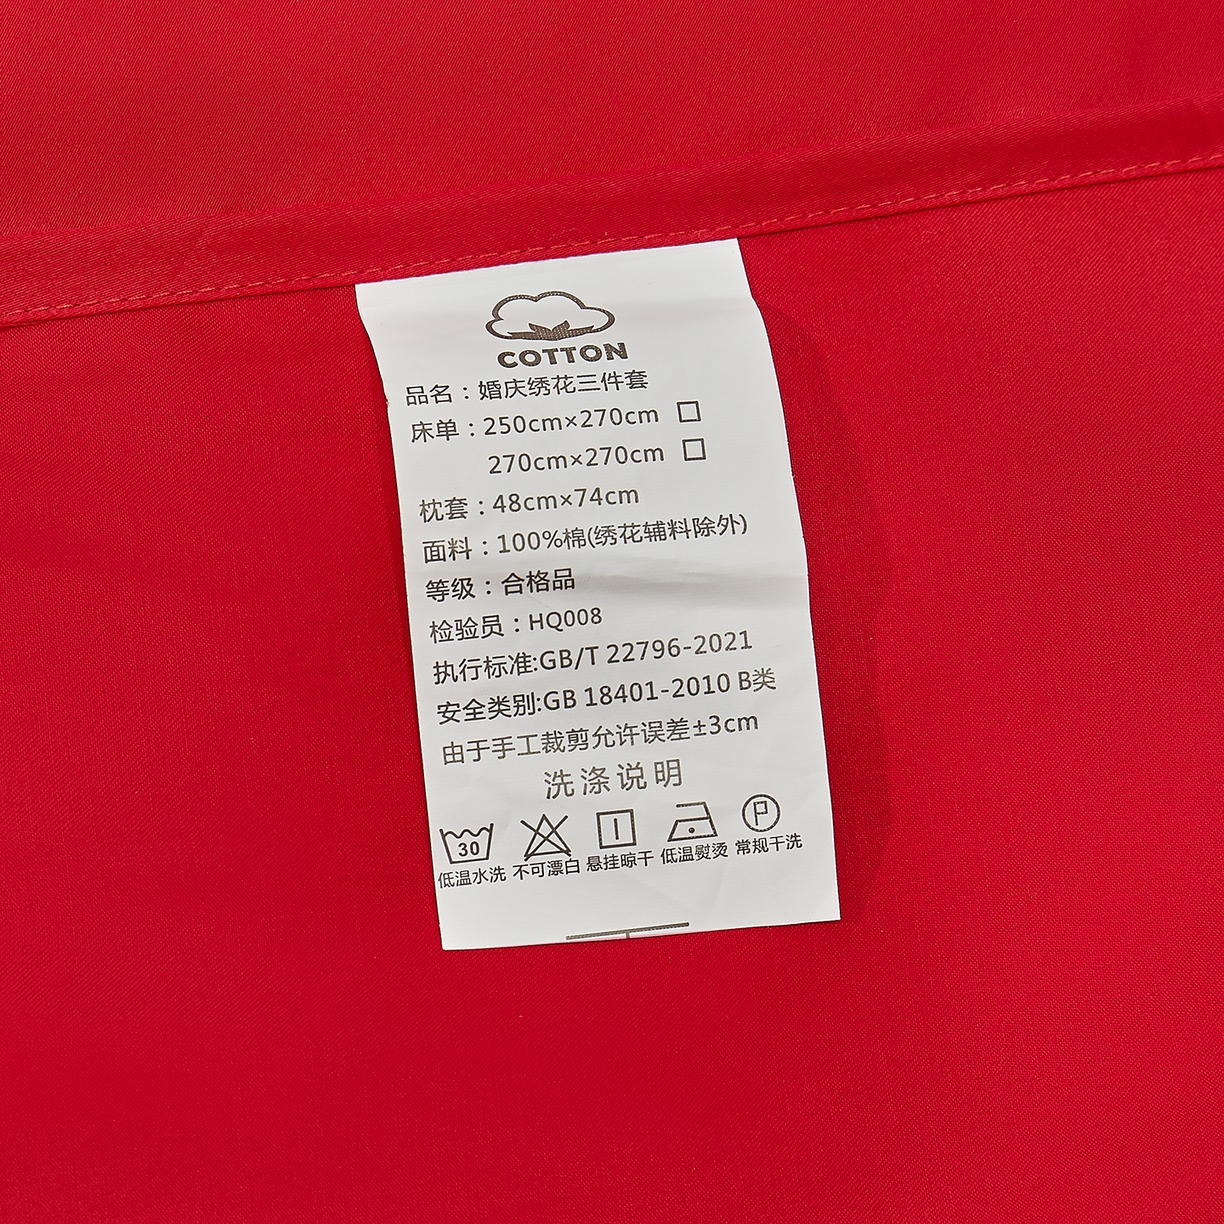 COTTON
品名：婚庆绣花三件套
床单：250cm×270cm □
270cm×270cm □
枕套：48cm×74cm
面料：100%棉(绣花辅料除外)
等级：合格品
检验员：HQ008
执行标准:GB/T 22796-2021
安全类别:GB 18401-2010 B类
由于手工裁剪允许误差±3cm
洗涤说明
30 P
低温水洗 不可漂白 悬挂晾干 低温熨烫 常规干洗